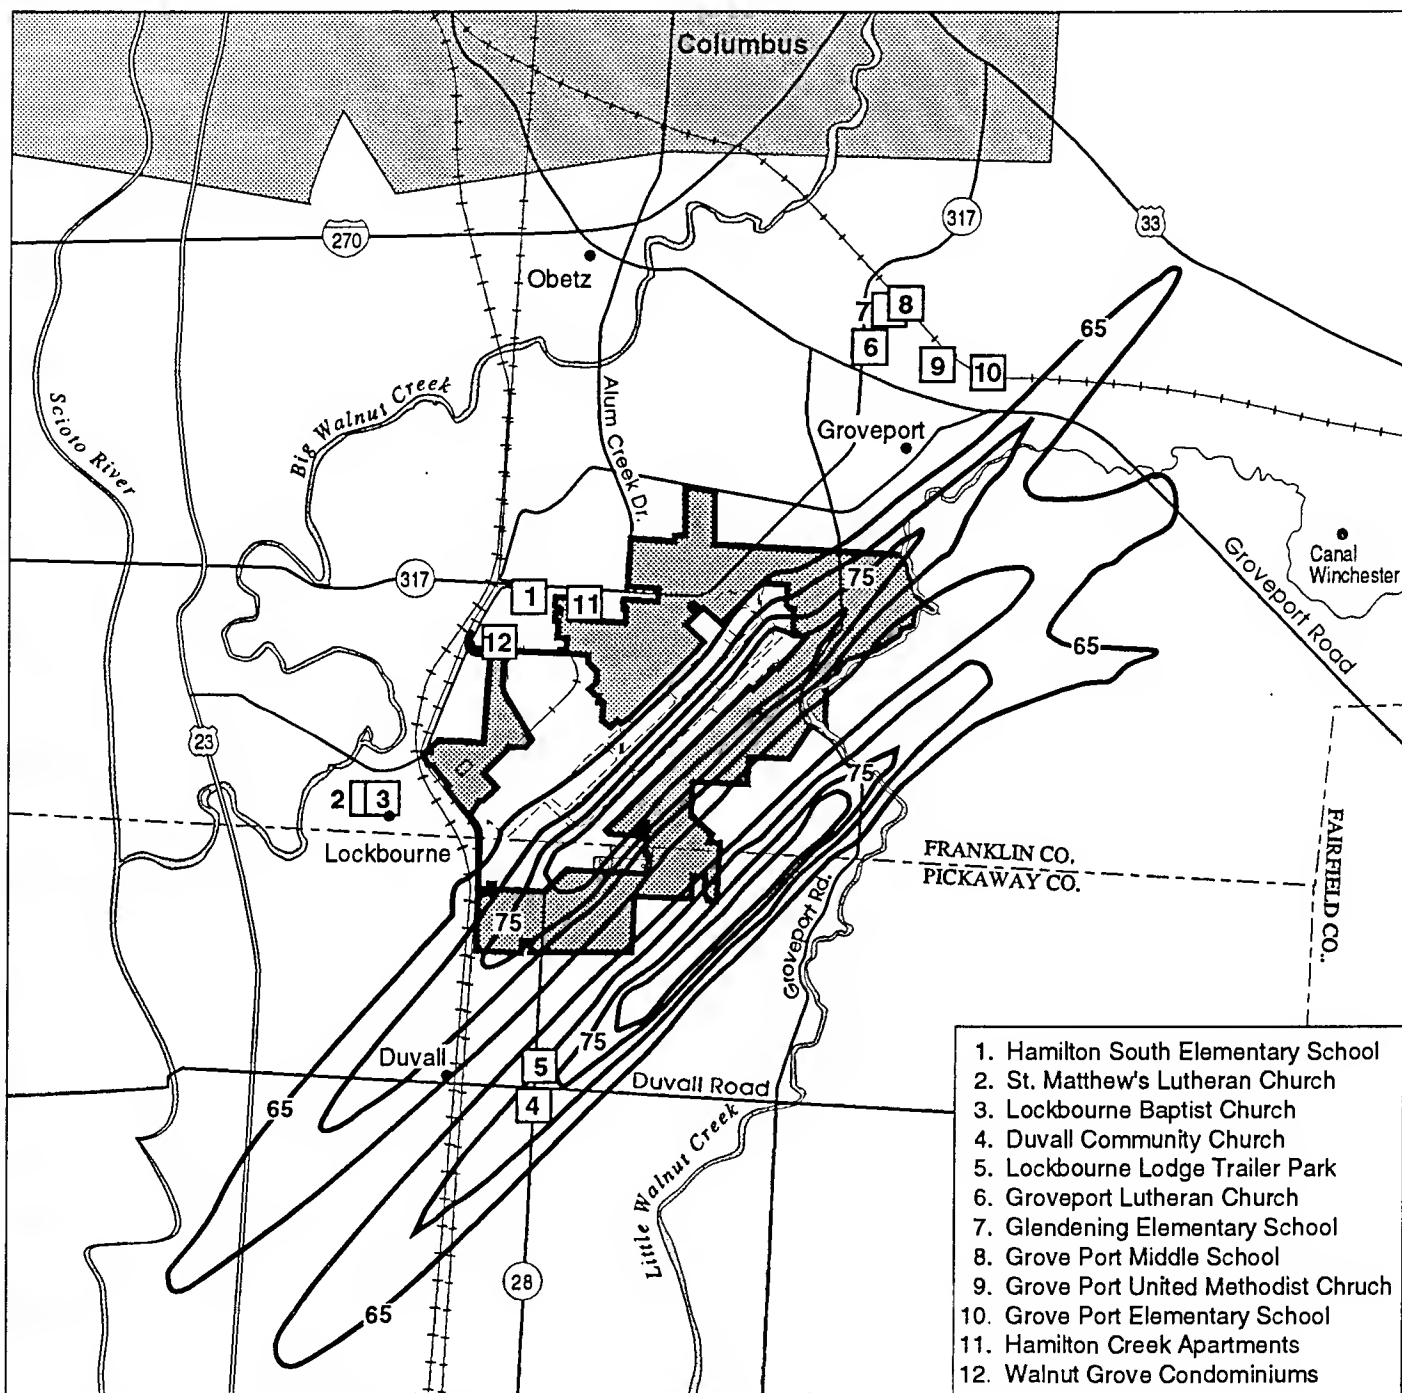 Columbus
317
33
270
Obetz
7
8
6
9
10
65
Scioto River
Big Walnut Creek
Alum Creek Dr.
Groveport
Groveport Road
Canal
Winchester
317
1
11
75
12
65
23
2
3
75
Lockbourne
FRANKLIN CO.
PICKAWAY CO.
FAIRFIELD CO..
75
Groveport Rd.
75
Duvall
5
Duvall Road
65
4
Little Walnut Creek
28
65
1. Hamilton South Elementary School
2. St. Matthew's Lutheran Church
3. Lockbourne Baptist Church
4. Duvall Community Church
5. Lockbourne Lodge Trailer Park
6. Groveport Lutheran Church
7. Glendening Elementary School
8. Grove Port Middle School
9. Grove Port United Methodist Chruch
10. Grove Port Elementary School
11. Hamilton Creek Apartments
12. Walnut Grove Condominiums